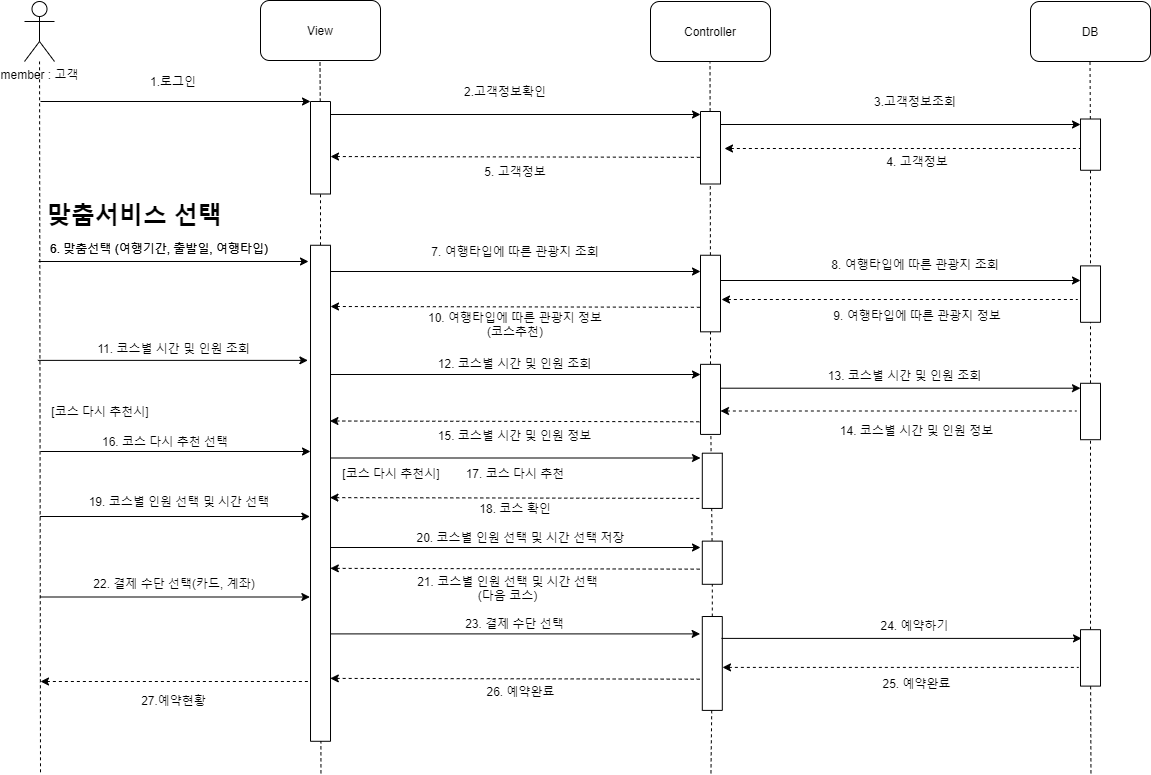 View
Controller
DB
member : 고객
1.로그인
2.고객정보확인
3.고객정보조회
4. 고객정보
5. 고객정보
맞춤서비스 선택
6. 맞춤선택 (여행기간, 출발일, 여행타입)
7. 여행타입에 따른 관광지 조회
8. 여행타입에 따른 관광지 조회
9. 여행타입에 따른 관광지 정보
10. 여행타입에 따른 관광지 정보
(코스추천)
11. 코스별 시간 및 인원 조회
12. 코스별 시간 및 인원 조회
13. 코스별 시간 및 인원 조회
14. 코스별 시간 및 인원 정보
15. 코스별 시간 및 인원 정보
[코스 다시 추천시]
16. 코스 다시 추천 선택
[코스 다시 추천시]
17. 코스 다시 추천
18. 코스 확인
19. 코스별 인원 선택 및 시간 선택
20. 코스별 인원 선택 및 시간 선택 저장
21. 코스별 인원 선택 및 시간 선택
(다음 코스)
22. 결제 수단 선택(카드, 계좌)
23. 결제 수단 선택
24. 예약하기
25. 예약완료
26. 예약완료
27.예약현황